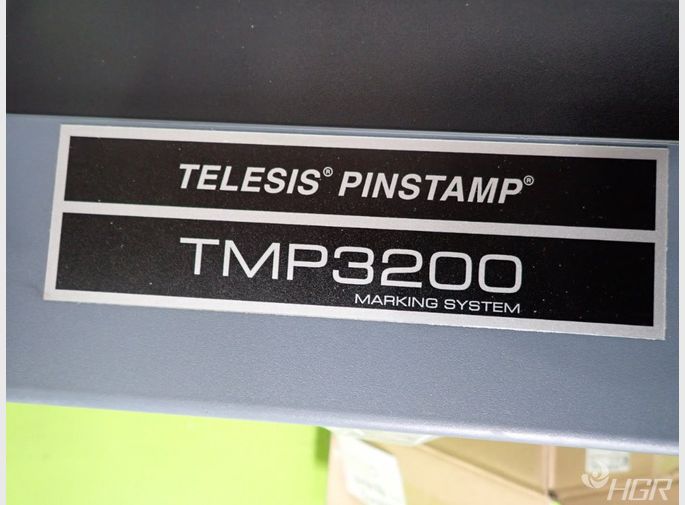 TELESIS® PINSTAMP®
TMP3200
MARKING SYSTEM
HGR